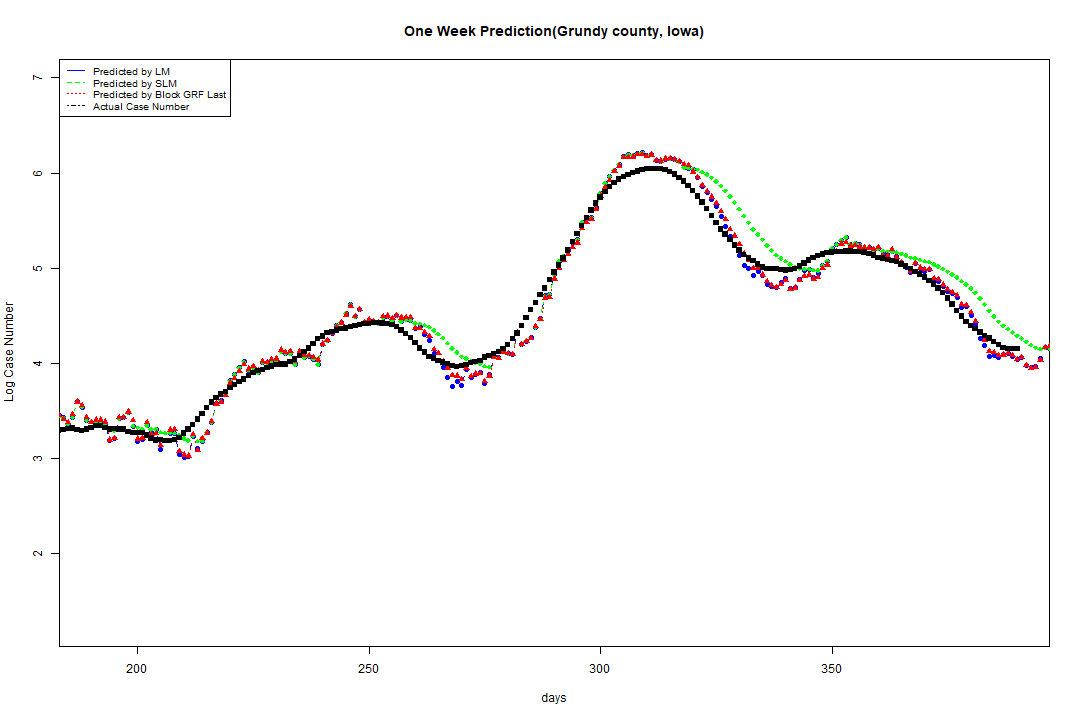 One Week Prediction(Grundy county, Iowa)
Predicted by LM
Predicted by SLM
Predicted by Block GRF Last
Actual Case Number
7
6
5
4
3
2
Log Case Number
200 250 300 350
days